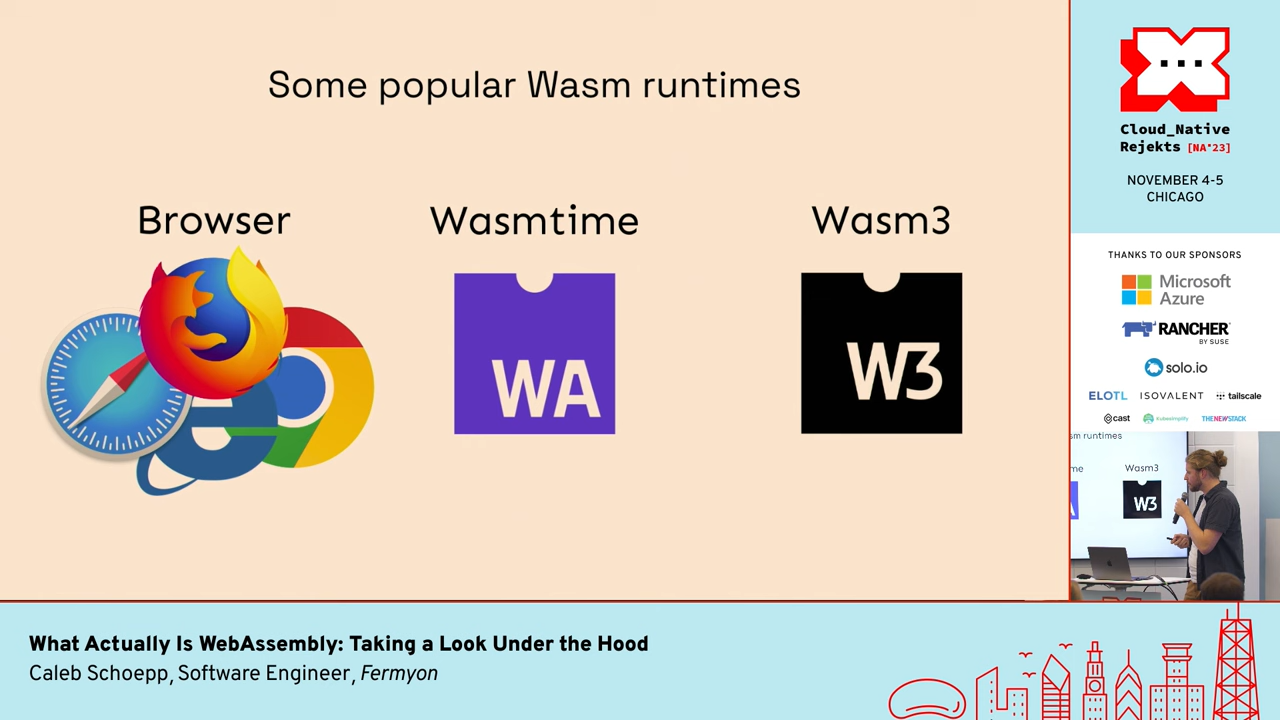 Some popular Wasm runtimes
Browser
Wasmtime
Wasm3
WA
W3
Cloud_Native
Rejekts [NA'23]
NOVEMBER 4-5
CHICAGO
THANKS TO OUR SPONSORS
Microsoft
Azure
RANCHER
BY SUSE
solo.io
ELOTL
ISOVALENT
tailscale
cast
Kubesimplify
THENEWSTACK
sm runtimes
me
Wasm3
W3
What Actually Is WebAssembly: Taking a Look Under the Hood
Caleb Schoepp, Software Engineer, Fermyon